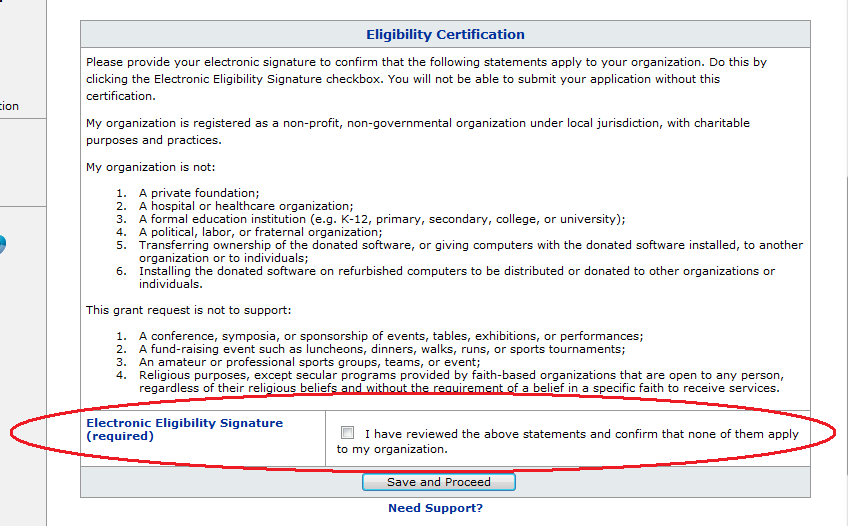 Eligibility Certification
Please provide your electronic signature to confirm that the following statements apply to your organization. Do this by
clicking the Electronic Eligibility Signature checkbox. You will not be able to submit your application without this
certification.
tion
My organization is registered as a non-profit, non-governmental organization under local jurisdiction, with charitable
purposes and practices.
My organization is not:
1. A private foundation;
2. A hospital or healthcare organization;
3. A formal education institution (e.g. K-12, primary, secondary, college, or university);
4. A political, labor, or fraternal organization;
5. Transferring ownership of the donated software, or giving computers with the donated software installed, to another
organization or to individuals;
6. Installing the donated software on refurbished computers to be distributed or donated to other organizations or
individuals.
This grant request is not to support:
1. A conference, symposia, or sponsorship of events, tables, exhibitions, or performances;
2. A fund-raising event such as luncheons, dinners, walks, runs, or sports tournaments;
3. An amateur or professional sports groups, teams, or event;
4. Religious purposes, except secular programs provided by faith-based organizations that are open to any person,
regardless of their religious beliefs and without the requirement of a belief in a specific faith to receive services.
Electronic Eligibility Signature
(required)
I have reviewed the above statements and confirm that none of them apply
to my organization.
Save and Proceed
Need Support?